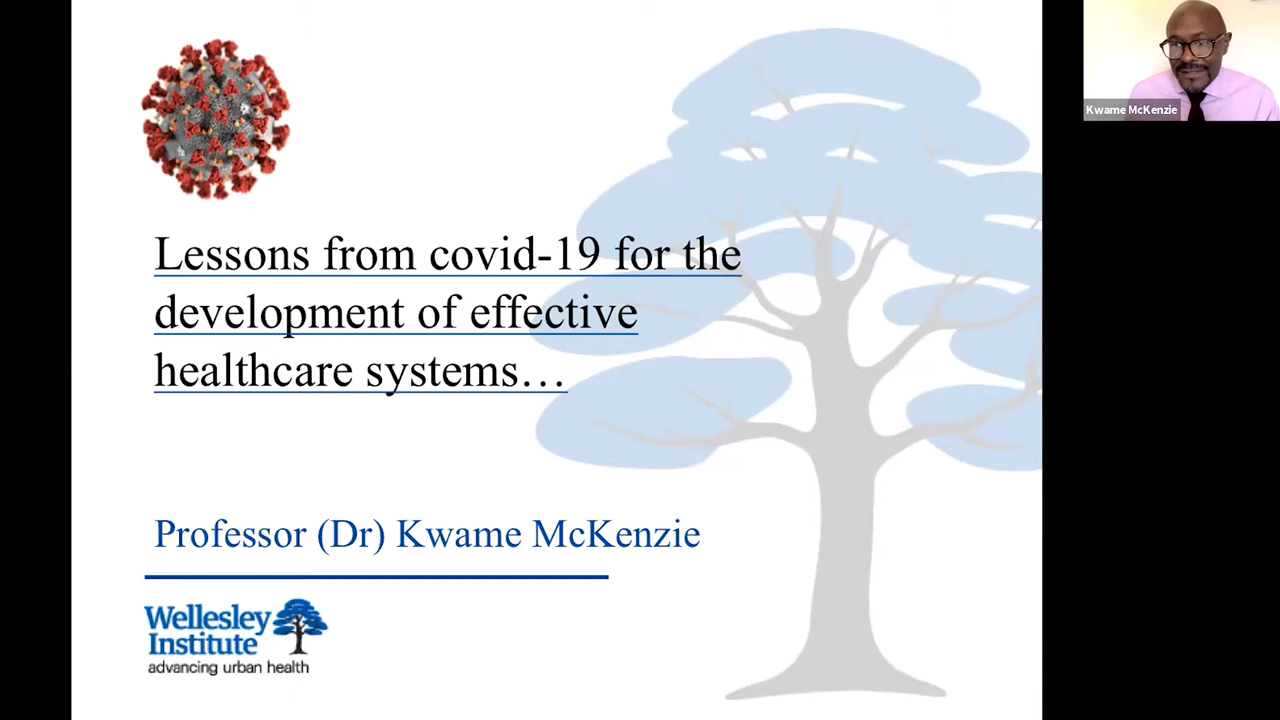 Kwame McKenzie
Lessons from covid-19 for the
development of effective
healthcare systems…
Professor (Dr) Kwame McKenzie
Wellesley
Institute
advancing urban health